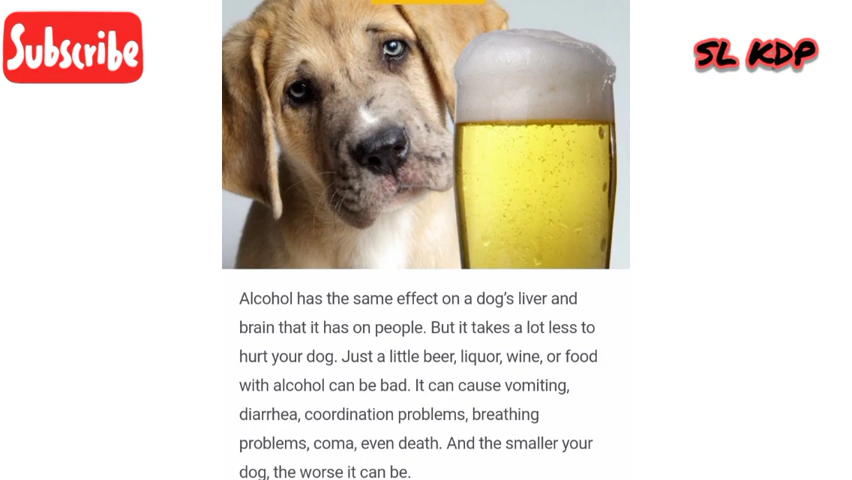 Subscribe
SL KDP
Alcohol has the same effect on a dog's liver and
brain that it has on people. But it takes a lot less to
hurt your dog. Just a little beer, liquor, wine, or food
with alcohol can be bad. It can cause vomiting,
diarrhea, coordination problems, breathing
problems, coma, even death. And the smaller your
dog, the worse it can be.